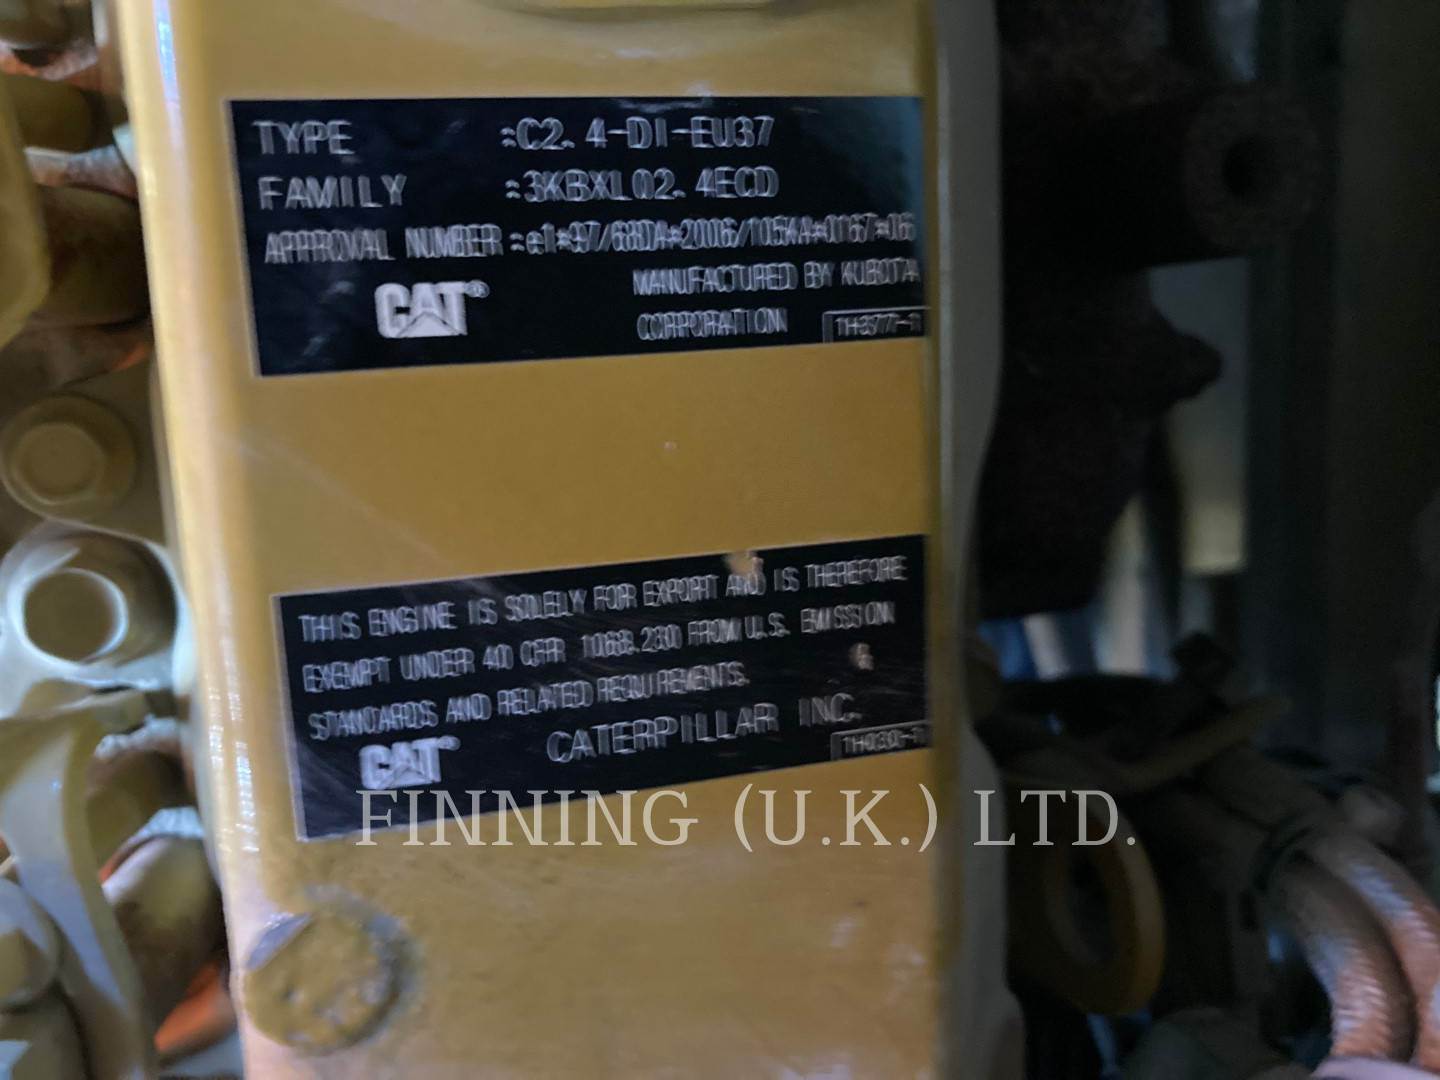 TYPE :C2.4-DI-EU37
FAMILY :3KBXL02.4ECD
APPROVAL NUMBER :e1*97/68DA*2006/105KA*0167*06
CAT® MANUFACTURED BY KUBOTA
CORPORATION
THIS ENGINE IS SOLELY FOR EXPORT AND IS THEREFORE
EXEMPT UNDER 40 CFR 1068.230 FROM U.S. EMISSION
STANDARDS AND RELATED REQUIREMENTS.
CAT® CATERPILLAR INC.
FINNING (U.K.) LTD.